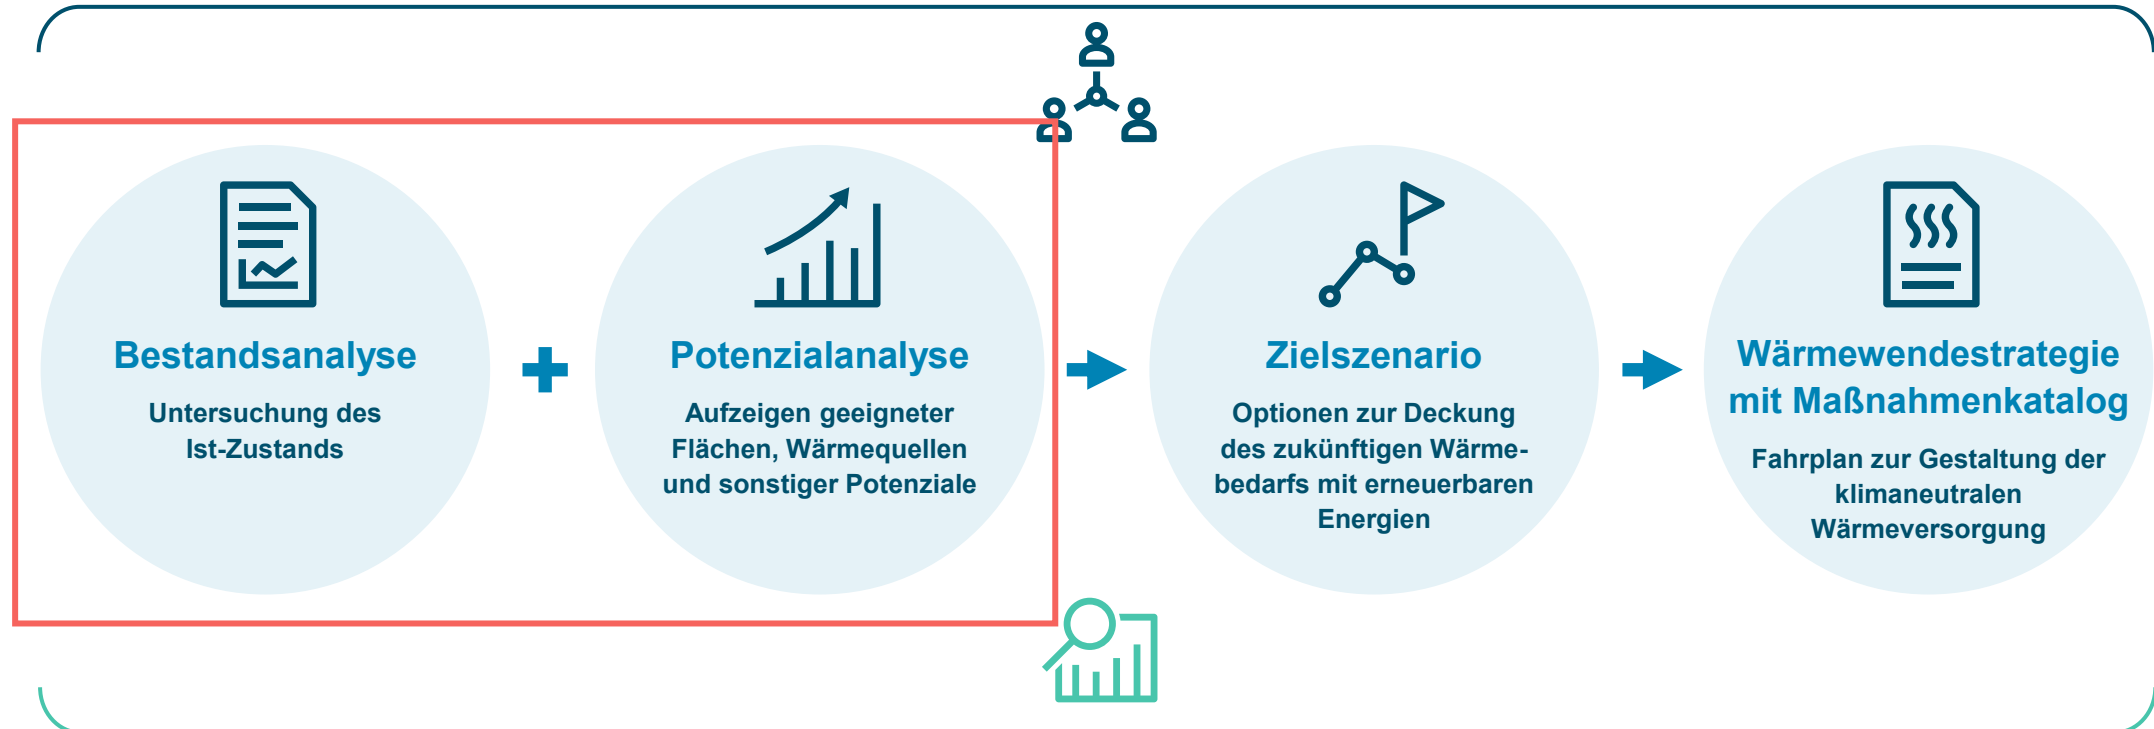 Bestandsanalyse
Untersuchung des
Ist-Zustands
Potenzialanalyse
Aufzeigen geeigneter
Flächen, Wärmequellen
und sonstiger Potenziale
Zielszenario
Optionen zur Deckung
des zukünftigen Wärme-
bedarfs mit erneuerbaren
Energien
Wärmewendestrategie
mit Maßnahmenkatalog
Fahrplan zur Gestaltung der
klimaneutralen
Wärmeversorgung